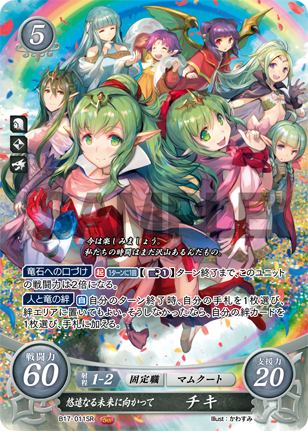 5
SAMPLE
今は楽しみましょう。
私たちの時間はまだ沢山あるんだもの。
竜石への口づけ 起 1ターンに1回【1】ターン終了まで、このユニット
の戦闘力は2倍になる。
人と竜の絆 自 自分のターン終了時、自分の手札を1枚選び、
絆エリアに置いてもよい。そうしなかったなら、自分の絆カードを
1枚選び、手札に加える。
戦闘力
60
射程 1-2 固定職 マムクート
支援力
20
悠遠なる未来に向かって チキ
B17-011SR
Illust:かわすみ